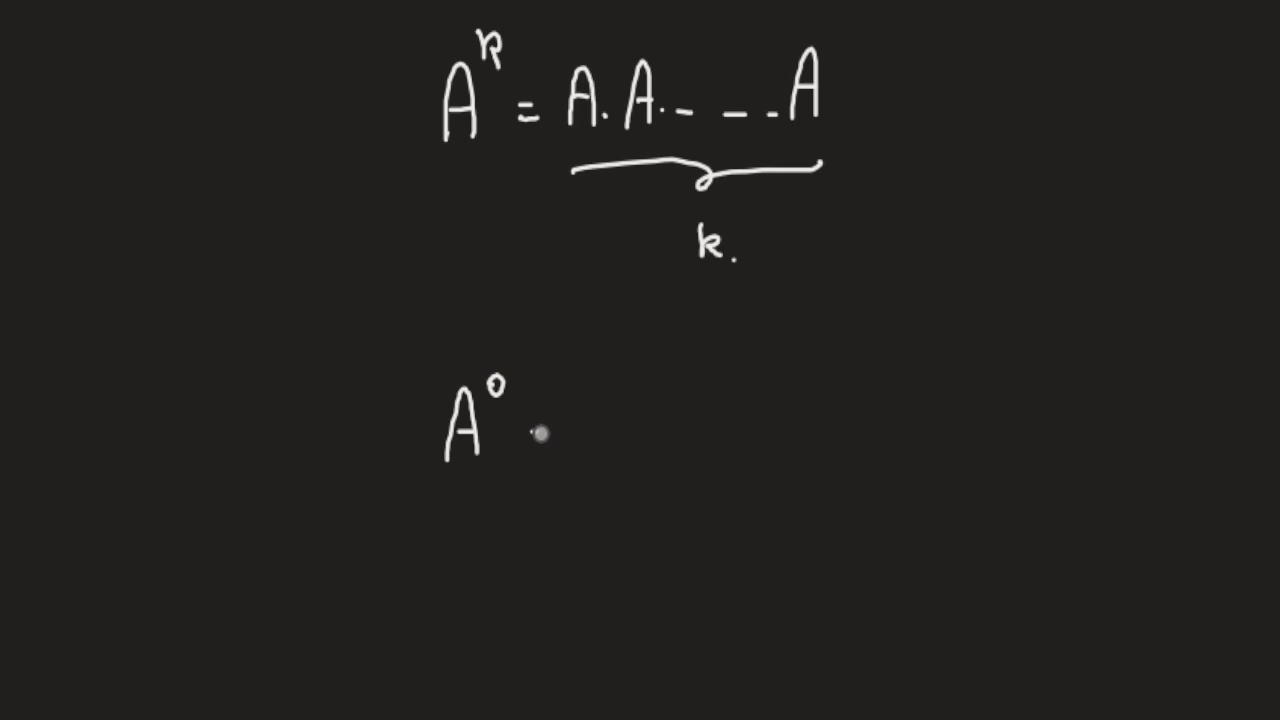 A^k = A. A. - - - A
k.
A^0